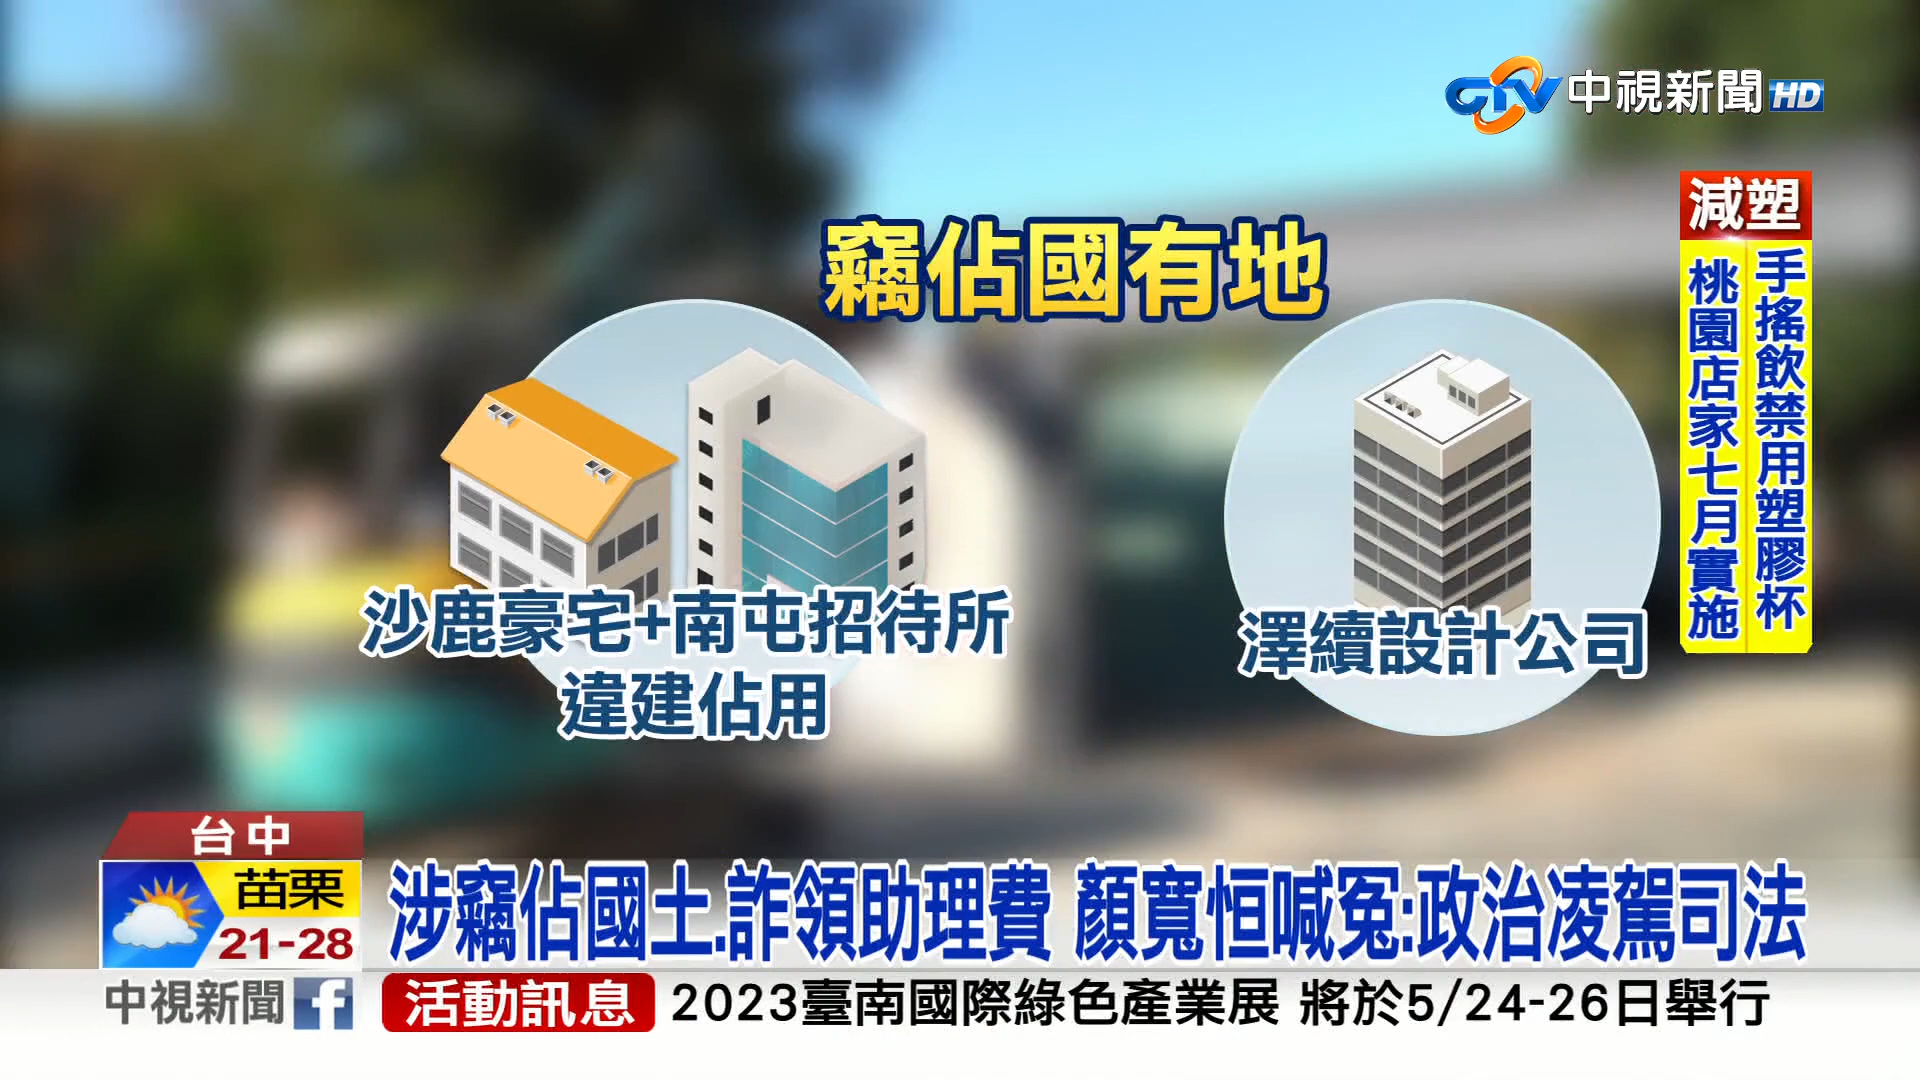 CTV 中視新聞 HD
減塑
手搖飲禁用塑膠杯
桃園店家七月實施
竊佔國有地
沙鹿豪宅+南屯招待所
違建佔用
澤續設計公司
台中
苗栗
21-28
涉竊佔國土.詐領助理費 顏寬恒喊冤:政治凌駕司法
中視新聞 f
活動訊息 2023臺南國際綠色產業展 將於5/24-26日舉行